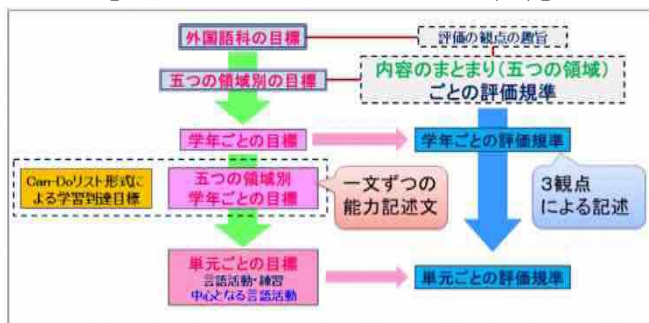 外国語科の目標
評価の観点の趣旨
五つの領域別の目標
内容のまとまり(五つの領域)
ごとの評価規準
学年ごとの目標
学年ごとの評価規準
Can-Doリスト形式に
よる学習到達目標
五つの領域別
学年ごとの目標
一文ずつの
能力記述文
3観点
による記述
単元ごとの目標
言語活動・練習
中心となる言語活動
単元ごとの評価規準